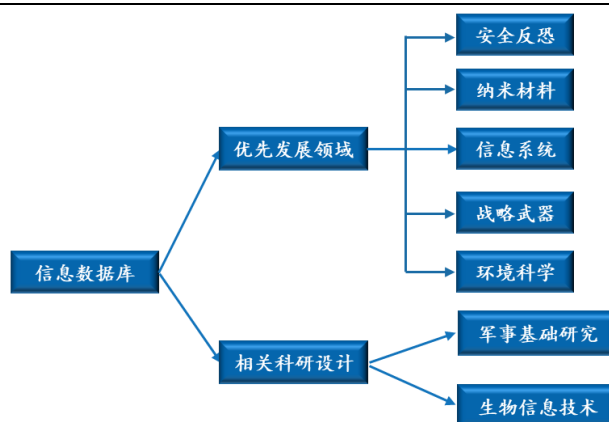 安全反恐
纳米材料
优先发展领域
信息系统
战略武器
信息数据库
环境科学
军事基础研究
相关科研设计
生物信息技术